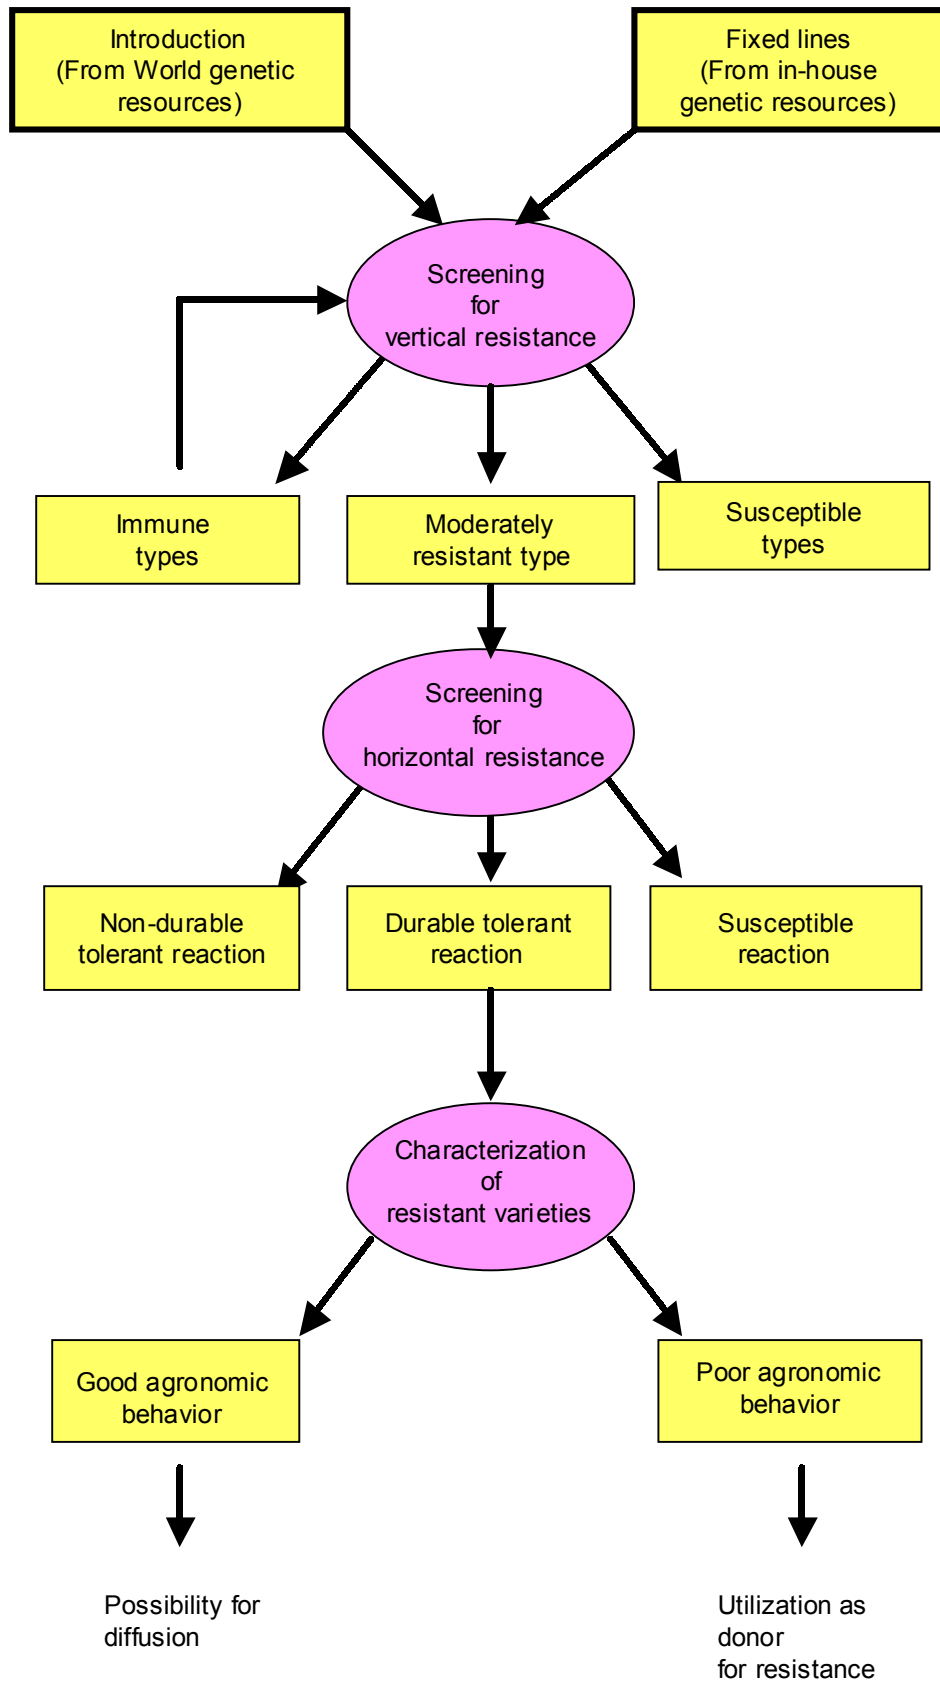 Introduction
(From World genetic
resources)
Fixed lines
(From in-house
genetic resources)
Screening
for
vertical resistance
Immune
types
Moderately
resistant type
Susceptible
types
Screening
for
horizontal resistance
Non-durable
tolerant reaction
Durable tolerant
reaction
Susceptible
reaction
Characterization
of
resistant varieties
Good agronomic
behavior
Poor agronomic
behavior
Possibility for
diffusion
Utilization as
donor
for resistance